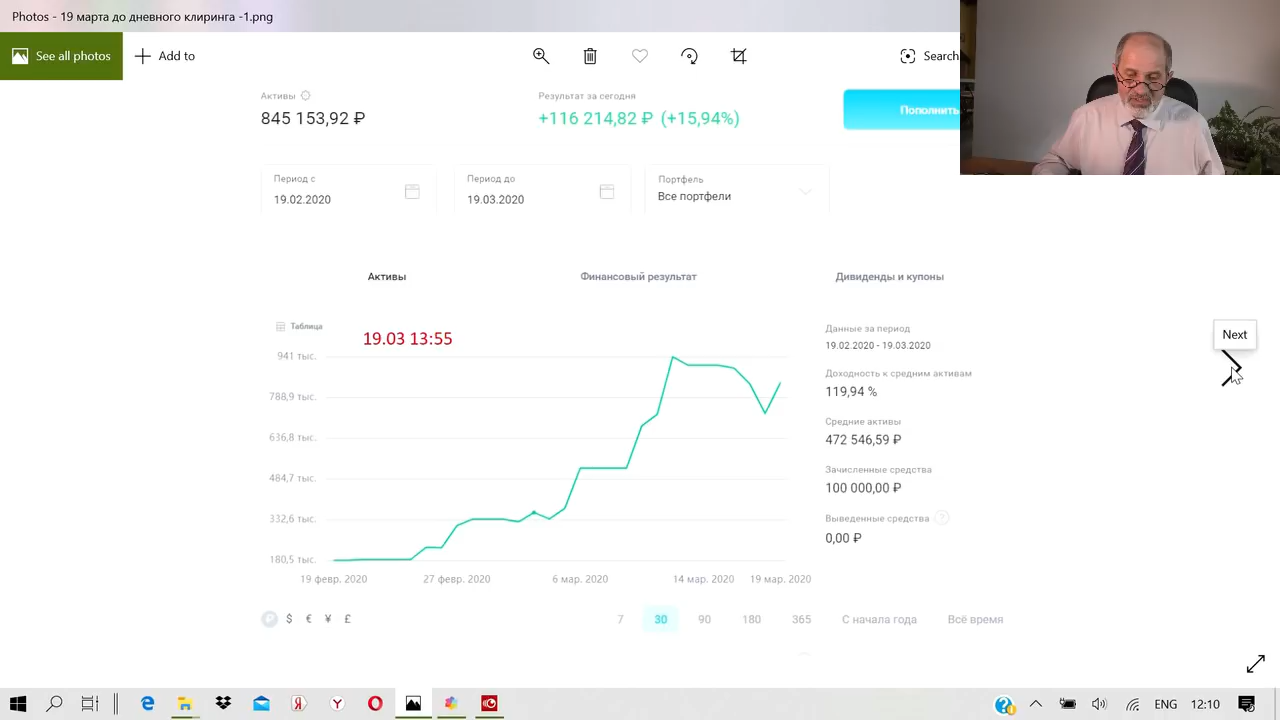 Photos - 19 марта до дневного клиринга -1.png
See all photos
Add to
Search
Активы
Результат за сегодня
845 153,92 ₽
+116 214,82 ₽ (+15,94%)
Пополнить
Период с
19.02.2020
Период до
19.03.2020
Портфель
Все портфели
Активы
Финансовый результат
Дивиденды и купоны
Таблица
19.03 13:55
941 тыс.
788,9 тыс.
636,8 тыс.
484,7 тыс.
332,6 тыс.
180,5 тыс.
19 февр. 2020
27 февр. 2020
6 мар. 2020
14 мар. 2020
19 мар. 2020
Данные за период
19.02.2020 - 19.03.2020
Доходность к средним активам
119,94 %
Средние активы
472 546,59 ₽
Зачисленные средства
100 000,00 ₽
Выведенные средства ?
0,00 ₽
Next
₽ $ € ¥ £
7 30 90 180 365 С начала года Всё время
ENG 12:10